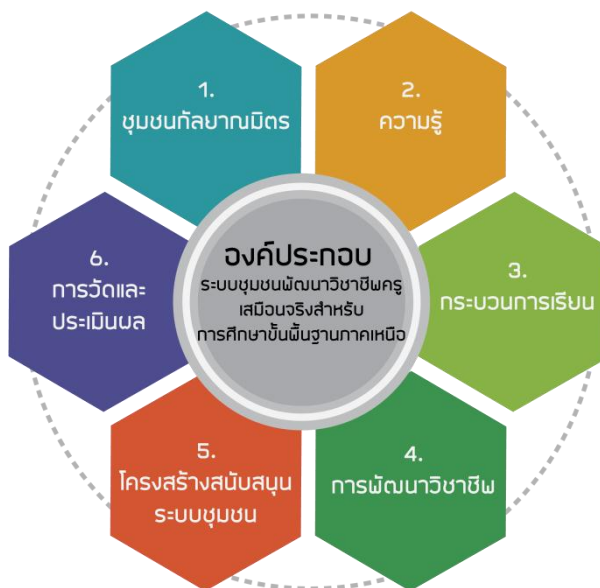 1.
ชุมชนกัลยาณมิตร
2.
ความรู้
3.
กระบวนการเรียน
4.
การพัฒนาวิชาชีพ
5.
โครงสร้างสนับสนุน
ระบบชุมชน
6.
การวัดและ
ประเมินผล
องค์ประกอบ
ระบบชุมชนพัฒนาวิชาชีพครู
เสมือนจริงสำหรับ
การศึกษาขั้นพื้นฐานภาคเหนือ